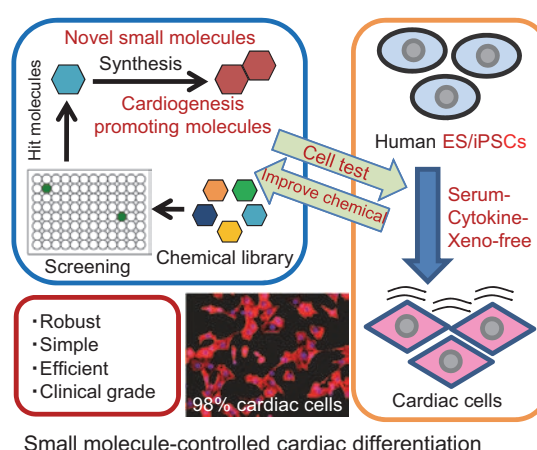 Novel small molecules
Synthesis
Cardiogenesis
promoting molecules
Hit molecules
Screening
Chemical library
Cell test
Improve chemical
Human ES/iPSCs
Serum-
Cytokine-
Xeno-free
Cardiac cells
・Robust
・Simple
・Efficient
・Clinical grade
98% cardiac cells
Small molecule-controlled cardiac differentiation